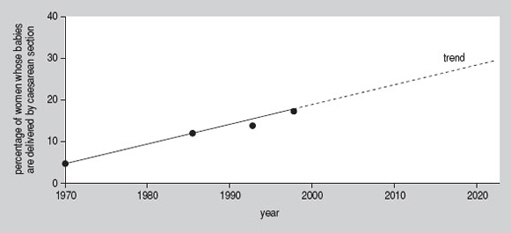 percentage of women whose babies
are delivered by caesarean section
40
30
20
10
0
trend
1970
1980
1990
2000
2010
2020
year